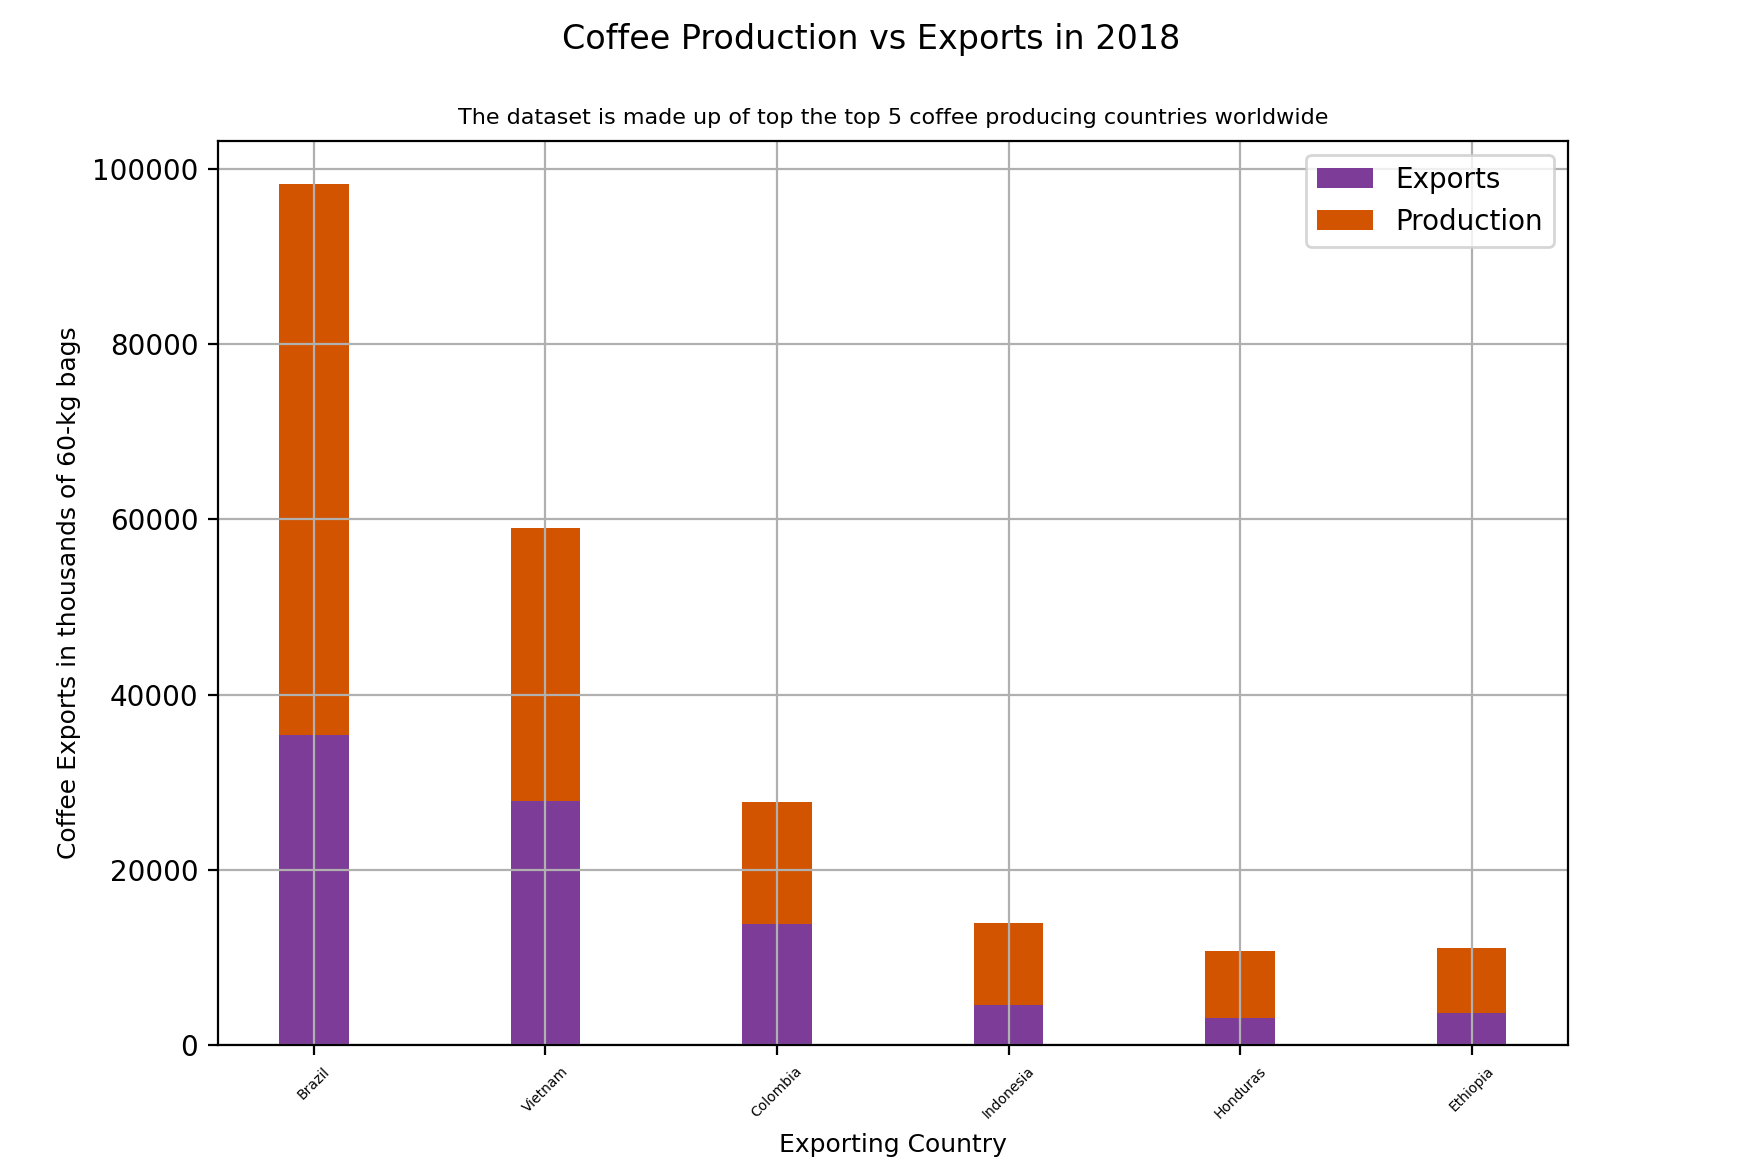 Coffee Production vs Exports in 2018
The dataset is made up of top the top 5 coffee producing countries worldwide
Exports
Production
100000
80000
60000
40000
20000
0
Coffee Exports in thousands of 60-kg bags
Brazil
Vietnam
Colombia
Indonesia
Honduras
Ethiopia
Exporting Country